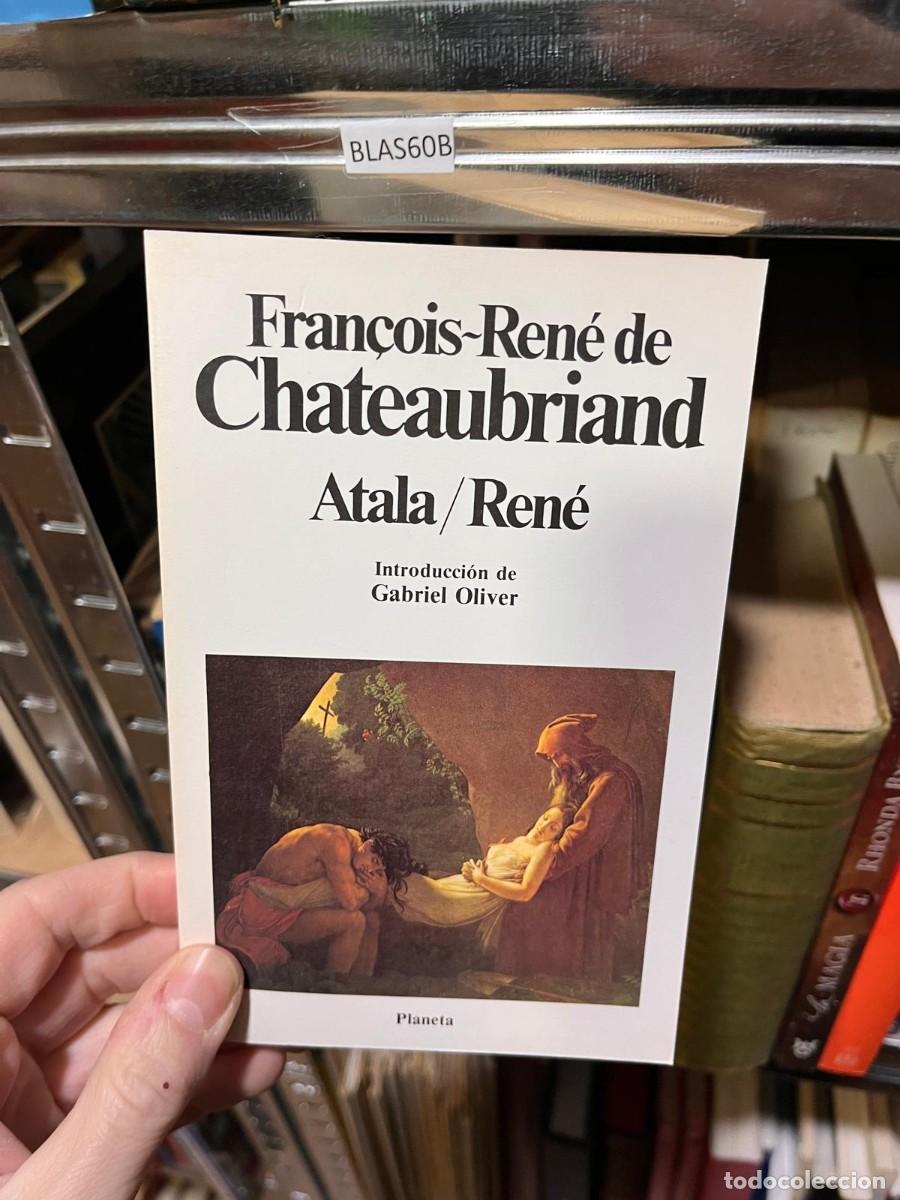 BLAS60B
François~René de
Chateaubriand
Atala/René
Introducción de
Gabriel Oliver
Planeta
RHONDA
MAGIA
todocoleccion